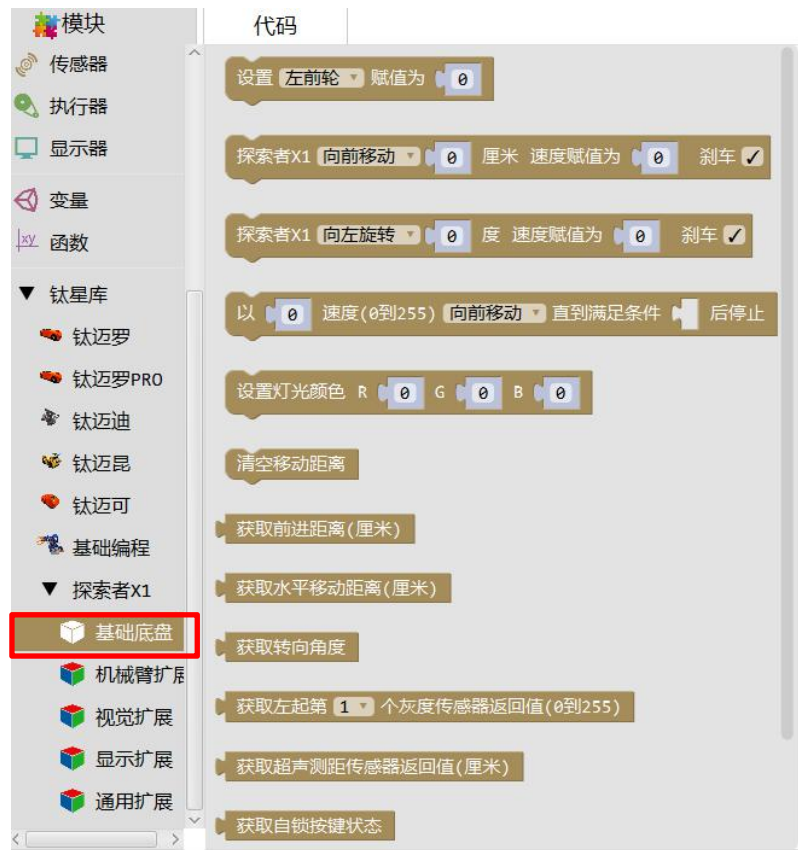 模块
代码
传感器
执行器
显示器
变量
xy 函数
▼ 钛星库
钛迈罗
钛迈罗PRO
钛迈迪
钛迈昆
钛迈可
基础编程
▼ 探索者X1
基础底盘
机械臂扩展
视觉扩展
显示扩展
通用扩展
设置 左前轮 赋值为 0
探索者X1 向前移动 0 厘米 速度赋值为 0 刹车 ✓
探索者X1 向左旋转 0 度 速度赋值为 0 刹车 ✓
以 0 速度(0到255) 向前移动 直到满足条件 后停止
设置灯光颜色 R 0 G 0 B 0
清空移动距离
获取前进距离(厘米)
获取水平移动距离(厘米)
获取转向角度
获取左起第 1 个灰度传感器返回值(0到255)
获取超声测距传感器返回值(厘米)
获取自锁按键状态